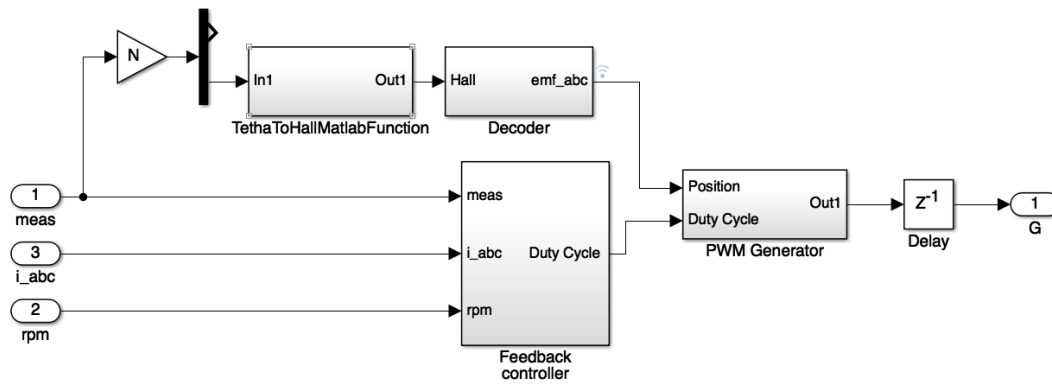 N
In1
Out1
TethaToHallMatlabFunction
Hall
emf_abc
Decoder
1
meas
3
i_abc
2
rpm
meas
i_abc
rpm
Duty Cycle
Feedback
controller
Position
Duty Cycle
Out1
PWM Generator
z-1
Delay
1
G